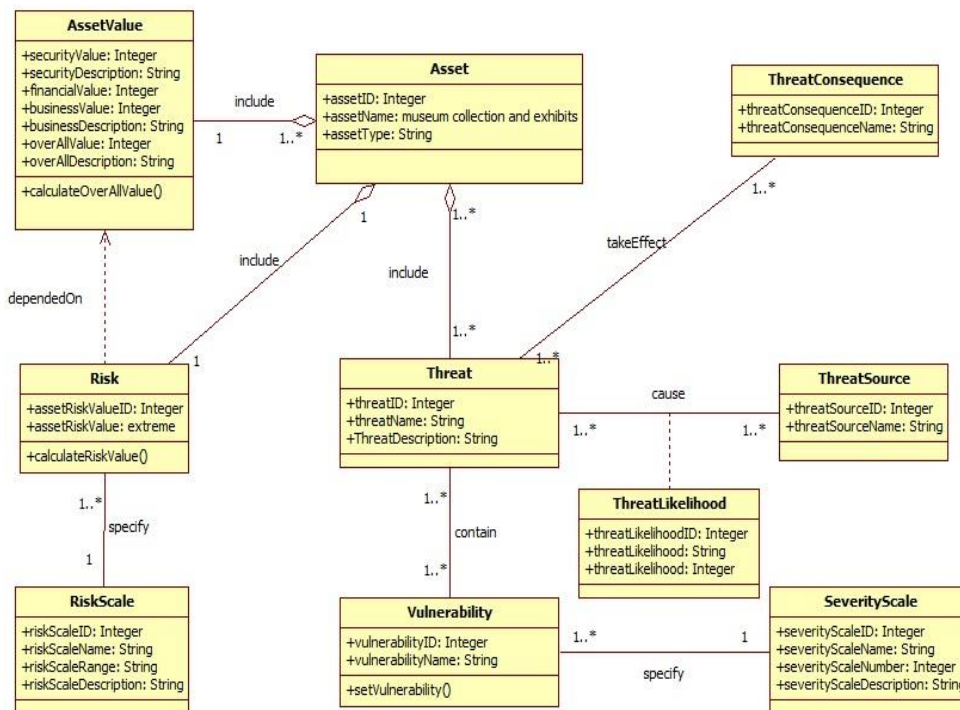 AssetValue
+securityValue: Integer
+securityDescription: String
+financialValue: Integer
+businessValue: Integer
+businessDescription: String
+overAllValue: Integer
+overAllDescription: String
+calculateOverAllValue()
include
1
1..*
Asset
+assetID: Integer
+assetName: museum collection and exhibits
+assetType: String
ThreatConsequence
+threatConsequenceID: Integer
+threatConsequenceName: String
1..*
takeEffect
1..*
1
include
1
1..*
include
1..*
dependedOn
Risk
+assetRiskValueID: Integer
+assetRiskValue: extreme
+calculateRiskValue()
Threat
+threatID: Integer
+threatName: String
+ThreatDescription: String
cause
1..*
1..*
ThreatSource
+threatSourceID: Integer
+threatSourceName: String
ThreatLikelihood
+threatLikelihoodID: Integer
+threatLikelihood: String
+threatLikelihood: Integer
1..*
specify
1
1..*
contain
1..*
RiskScale
+riskScaleID: Integer
+riskScaleName: String
+riskScaleRange: String
+riskScaleDescription: String
Vulnerability
+vulnerabilityID: Integer
+vulnerabilityName: String
+setVulnerability()
1..*
1
specify
SeverityScale
+severityScaleID: Integer
+severityScaleName: String
+severityScaleNumber: Integer
+severityScaleDescription: String